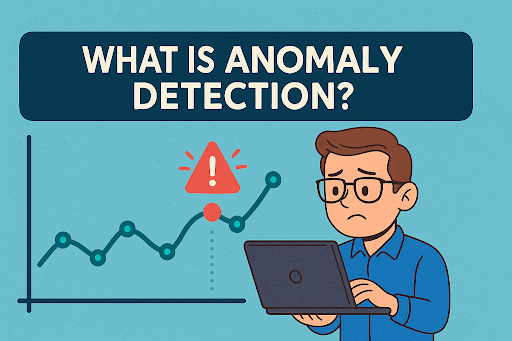 WHAT IS ANOMALY
DETECTION?
!